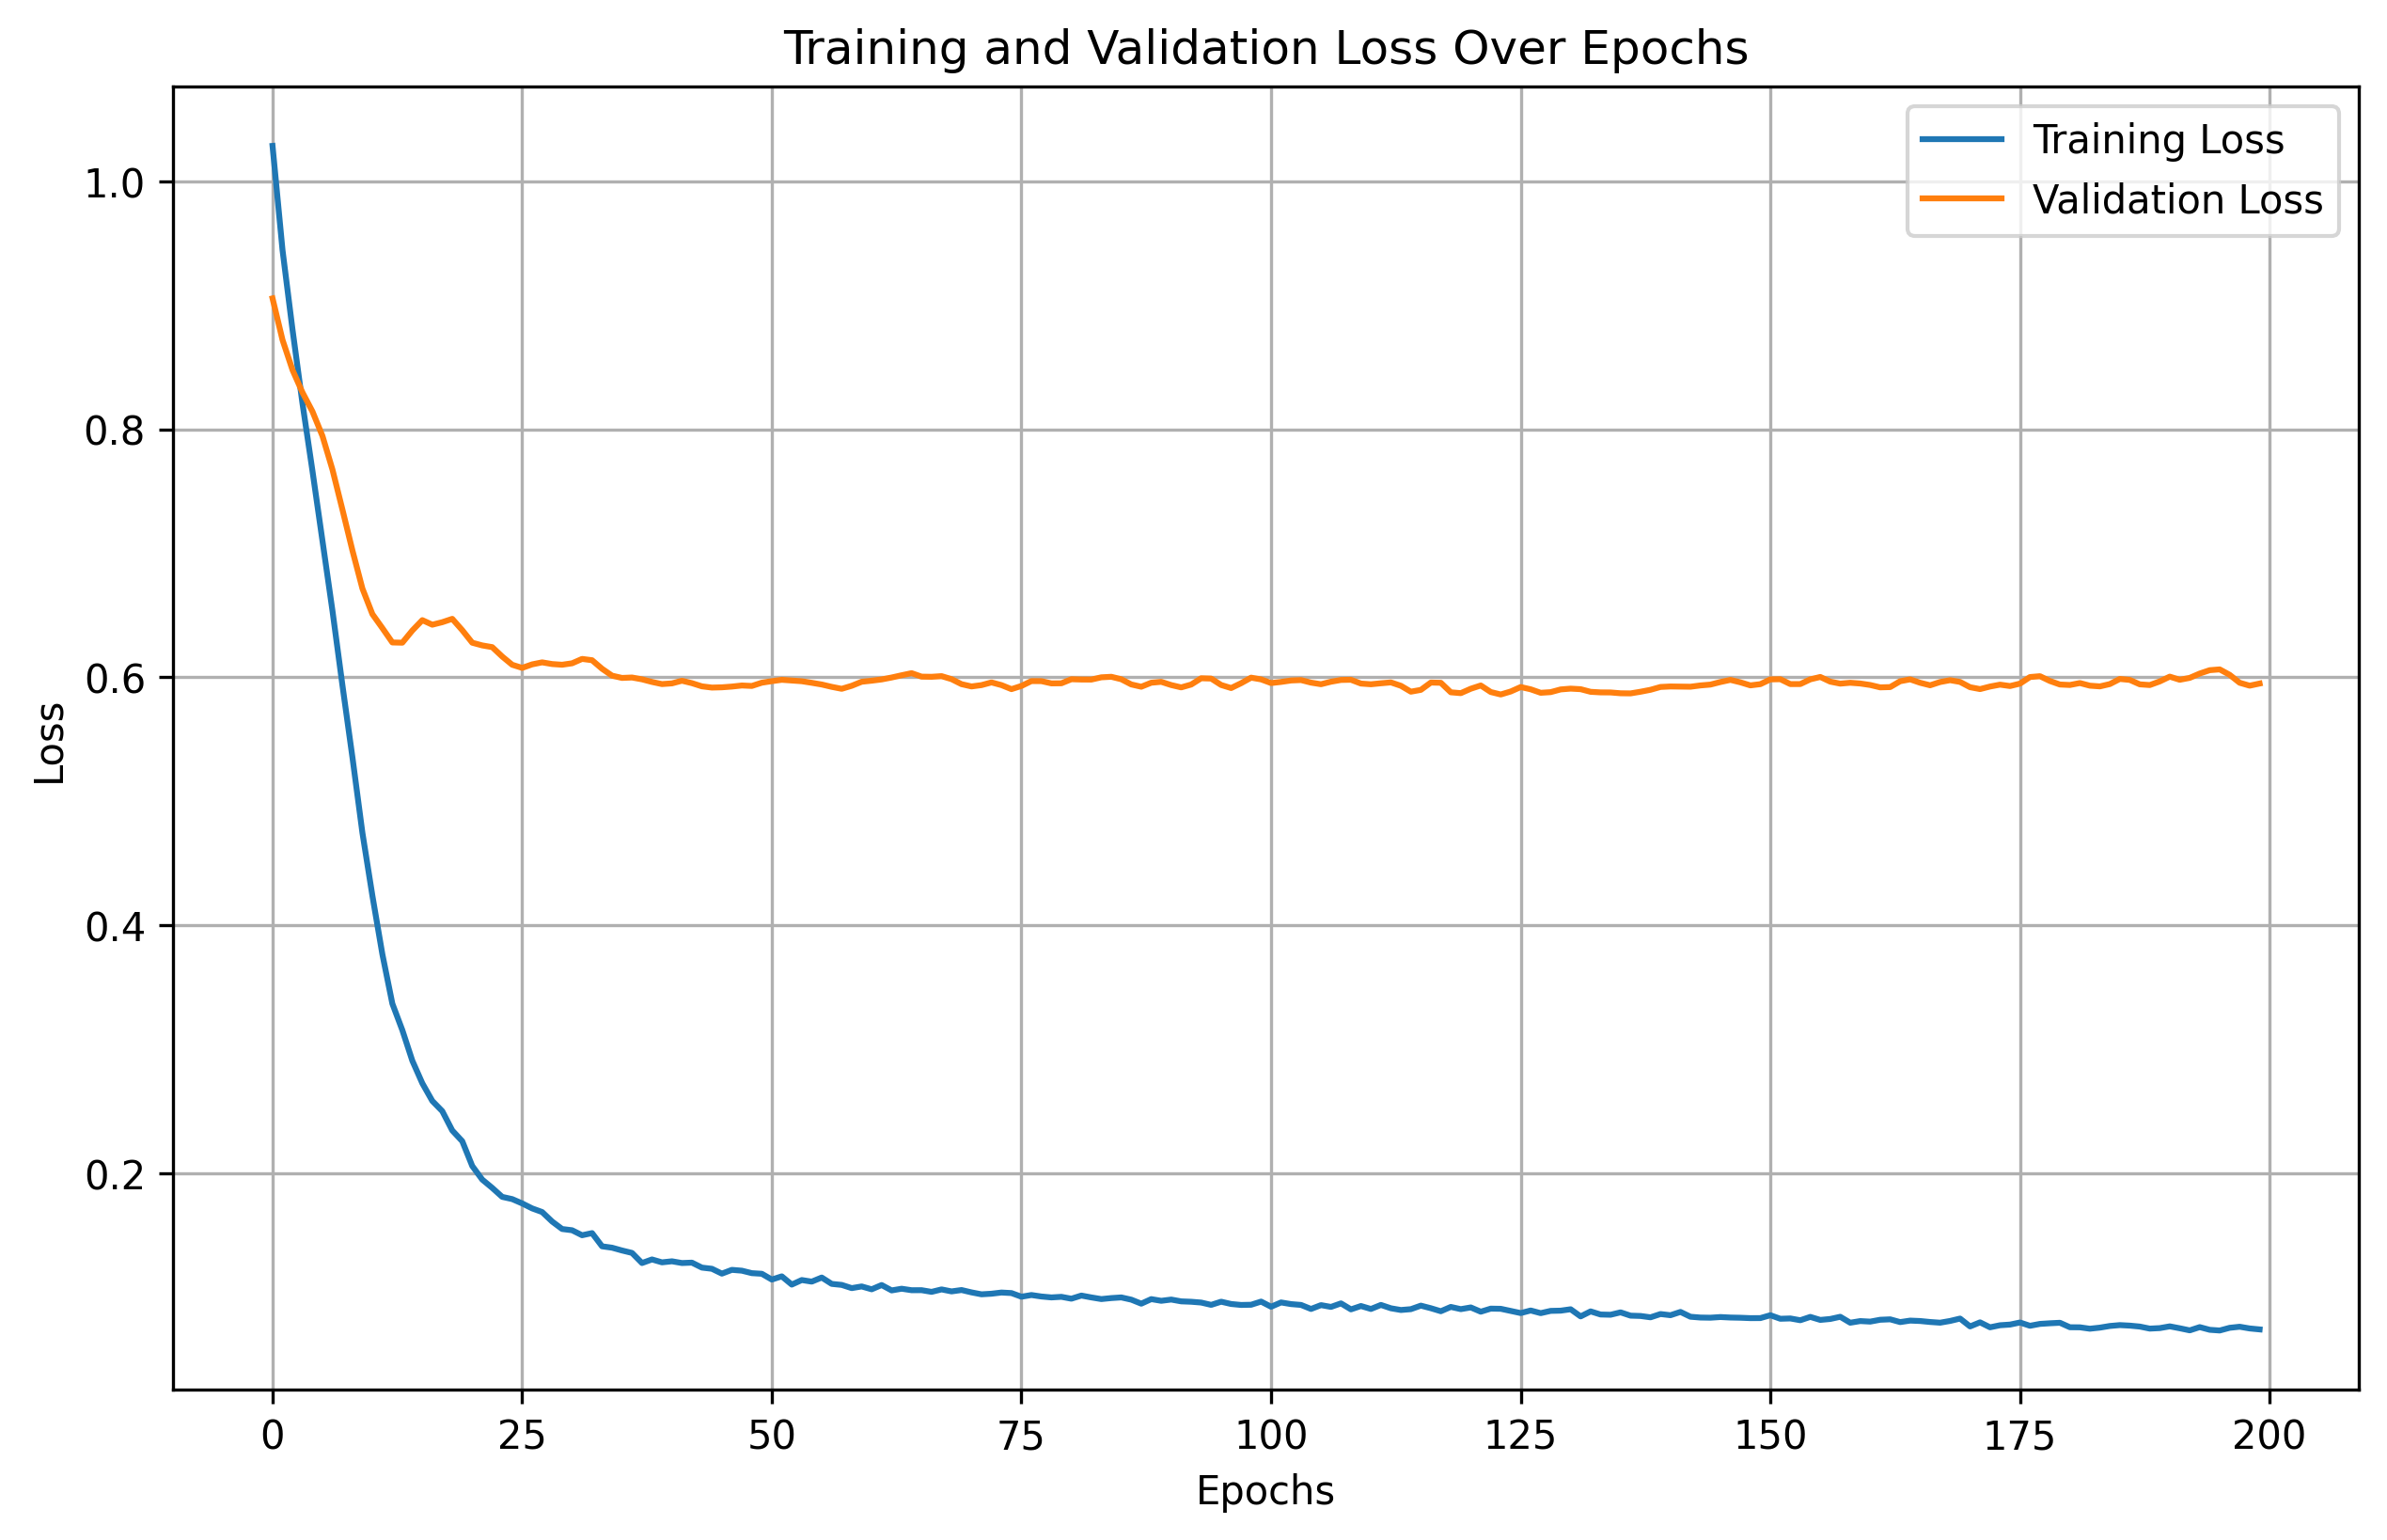 Training and Validation Loss Over Epochs
Training Loss
Validation Loss
1.0
0.8
0.6
0.4
0.2
Loss
0 25 50 75 100 125 150 175 200
Epochs